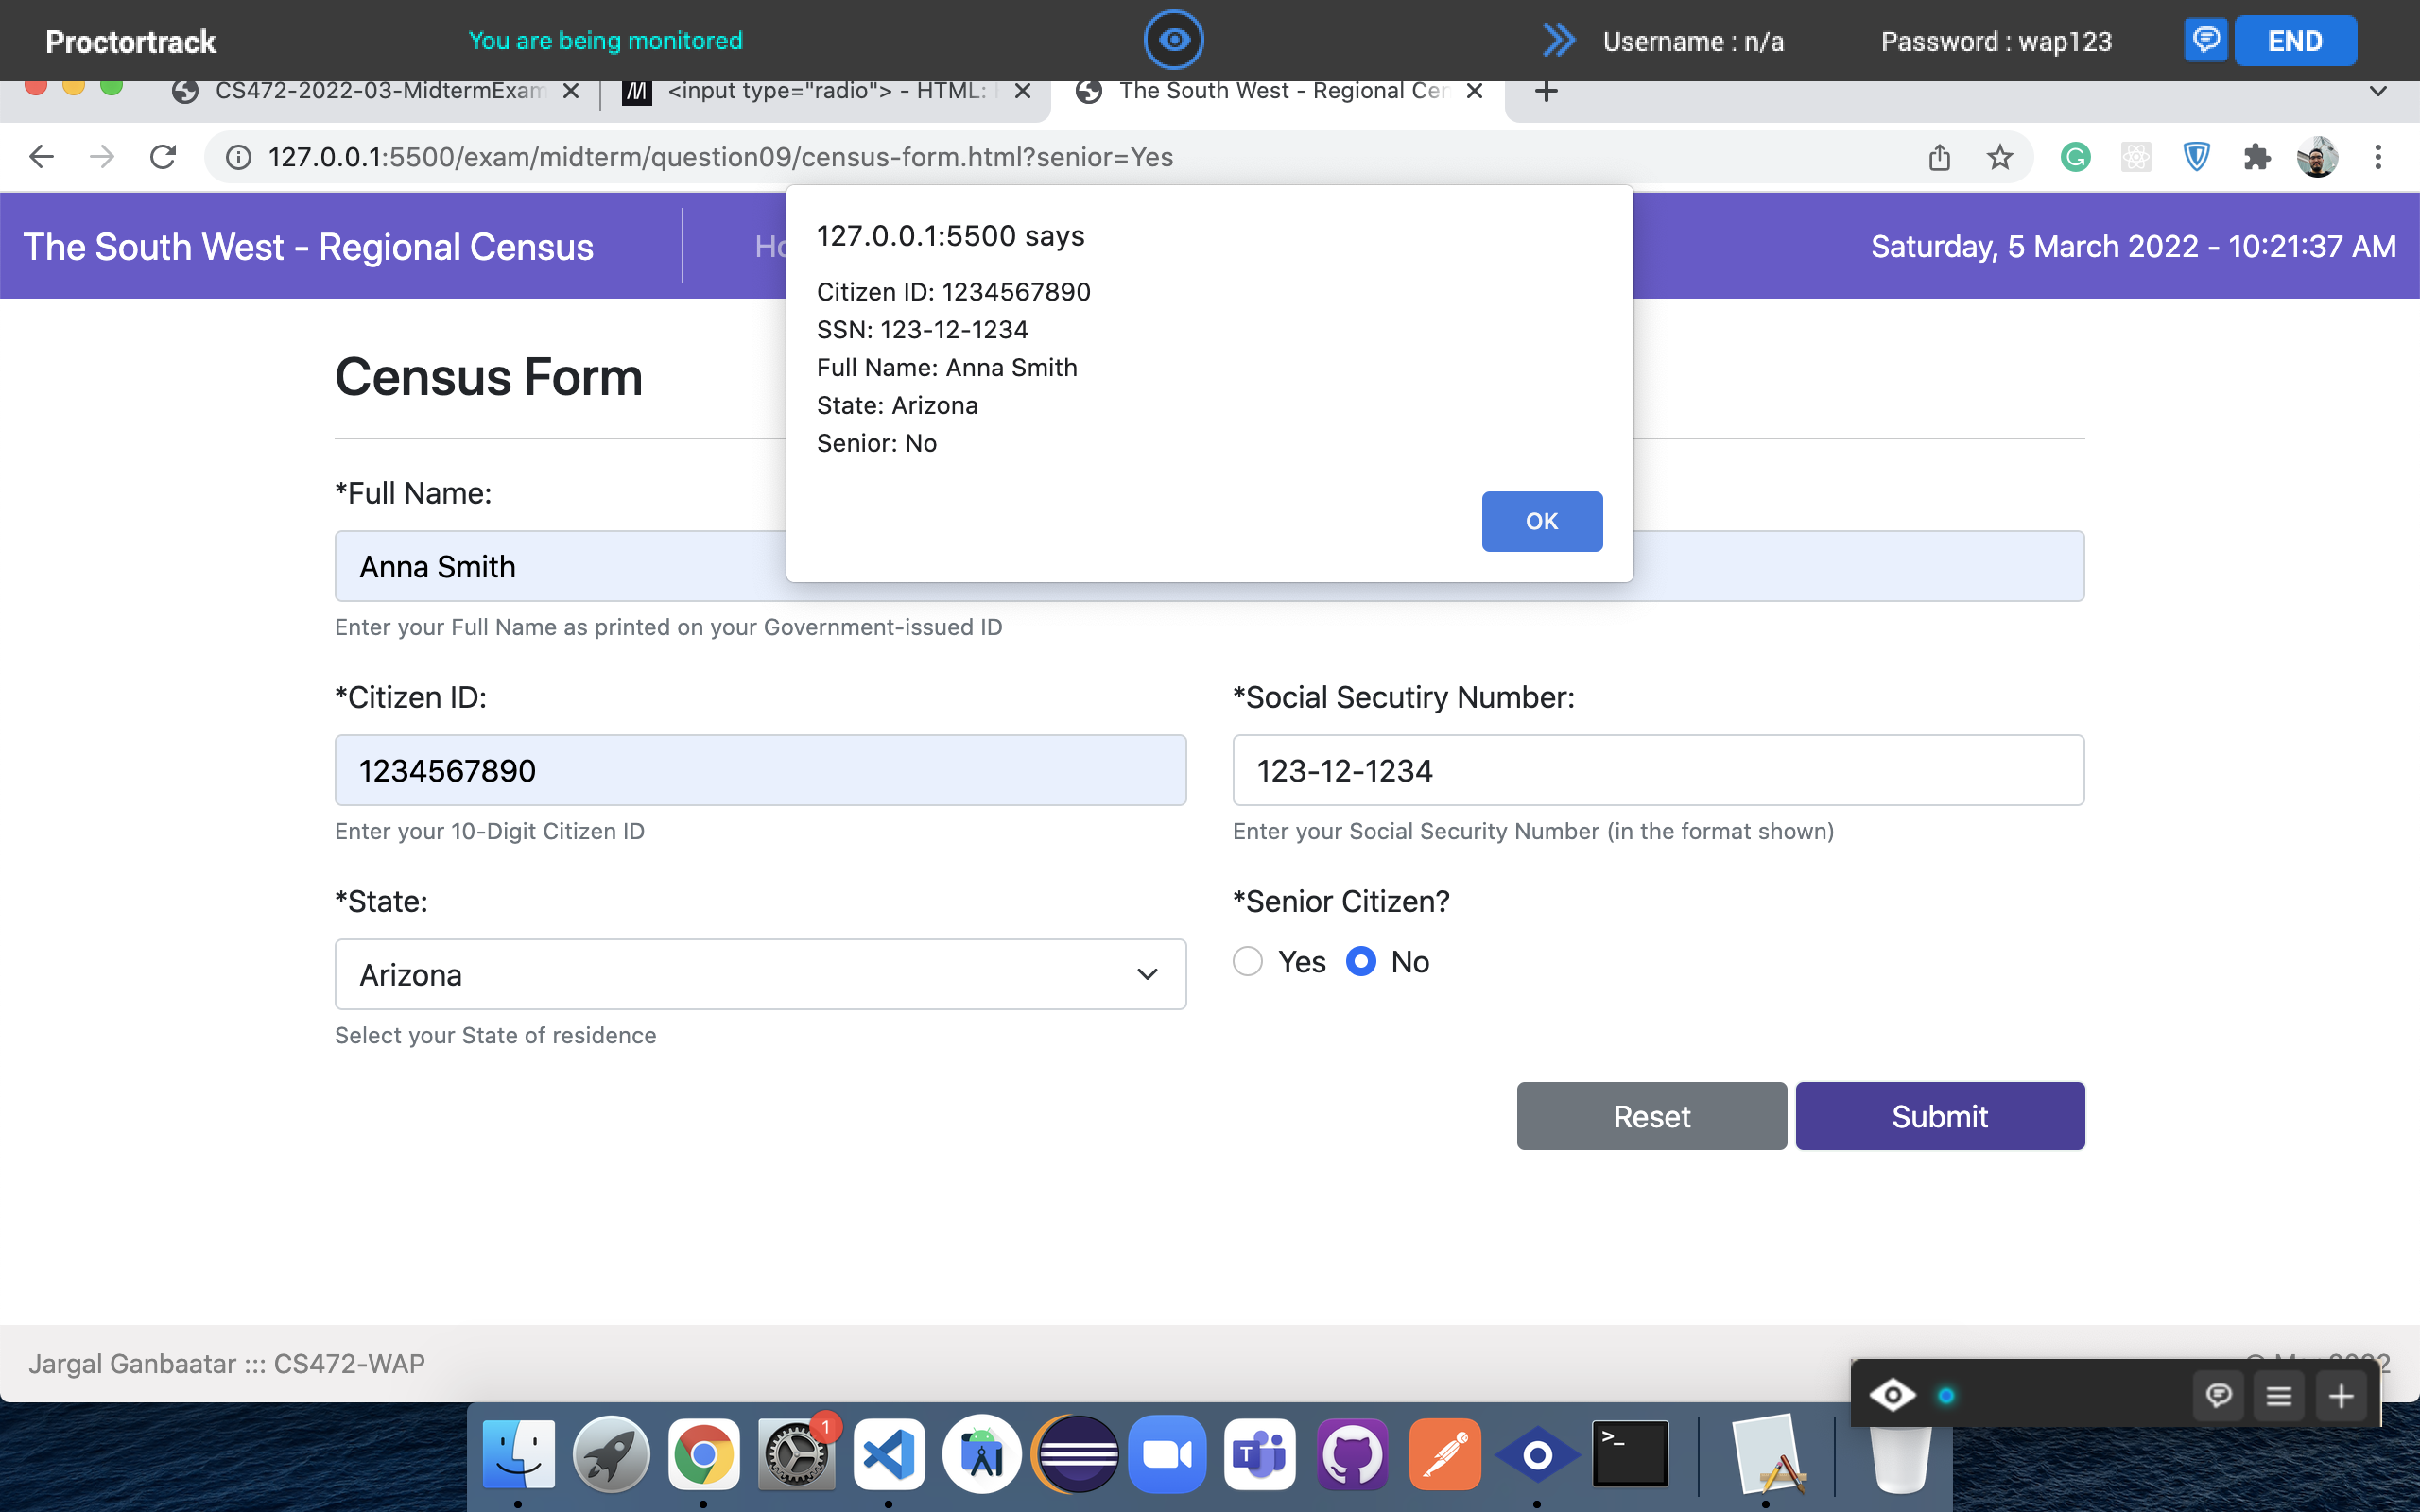 Proctortrack You are being monitored Username : n/a Password : wap123 END
CS472-2022-03-MidtermExam <input type="radio"> - HTML: The South West - Regional Cen
127.0.0.1:5500/exam/midterm/question09/census-form.html?senior=Yes
The South West - Regional Census Saturday, 5 March 2022 - 10:21:37 AM
127.0.0.1:5500 says
Citizen ID: 1234567890
SSN: 123-12-1234
Full Name: Anna Smith
State: Arizona
Senior: No
OK
Census Form
*Full Name:
Anna Smith
Enter your Full Name as printed on your Government-issued ID
*Citizen ID: *Social Secutiry Number:
1234567890 123-12-1234
Enter your 10-Digit Citizen ID Enter your Social Security Number (in the format shown)
*State: *Senior Citizen?
Arizona Yes No
Select your State of residence
Reset Submit
Jargal Ganbaatar ::: CS472-WAP
1